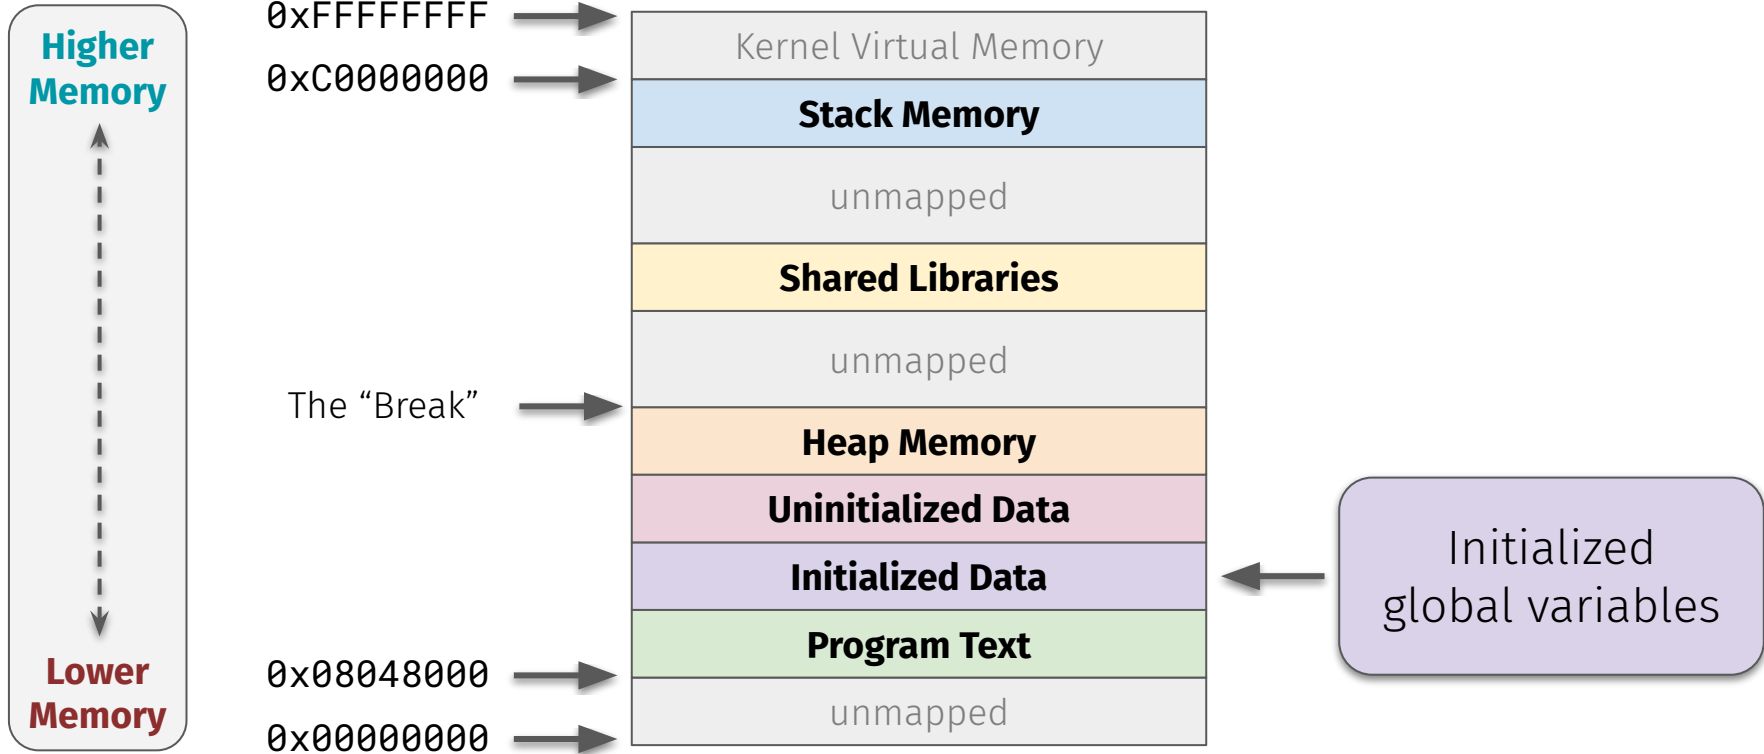 Higher
Memory
Lower
Memory
0xFFFFFFFF
0xC0000000
The “Break”
0x08048000
0x00000000
Kernel Virtual Memory
Stack Memory
unmapped
Shared Libraries
unmapped
Heap Memory
Uninitialized Data
Initialized Data
Program Text
unmapped
Initialized
global variables